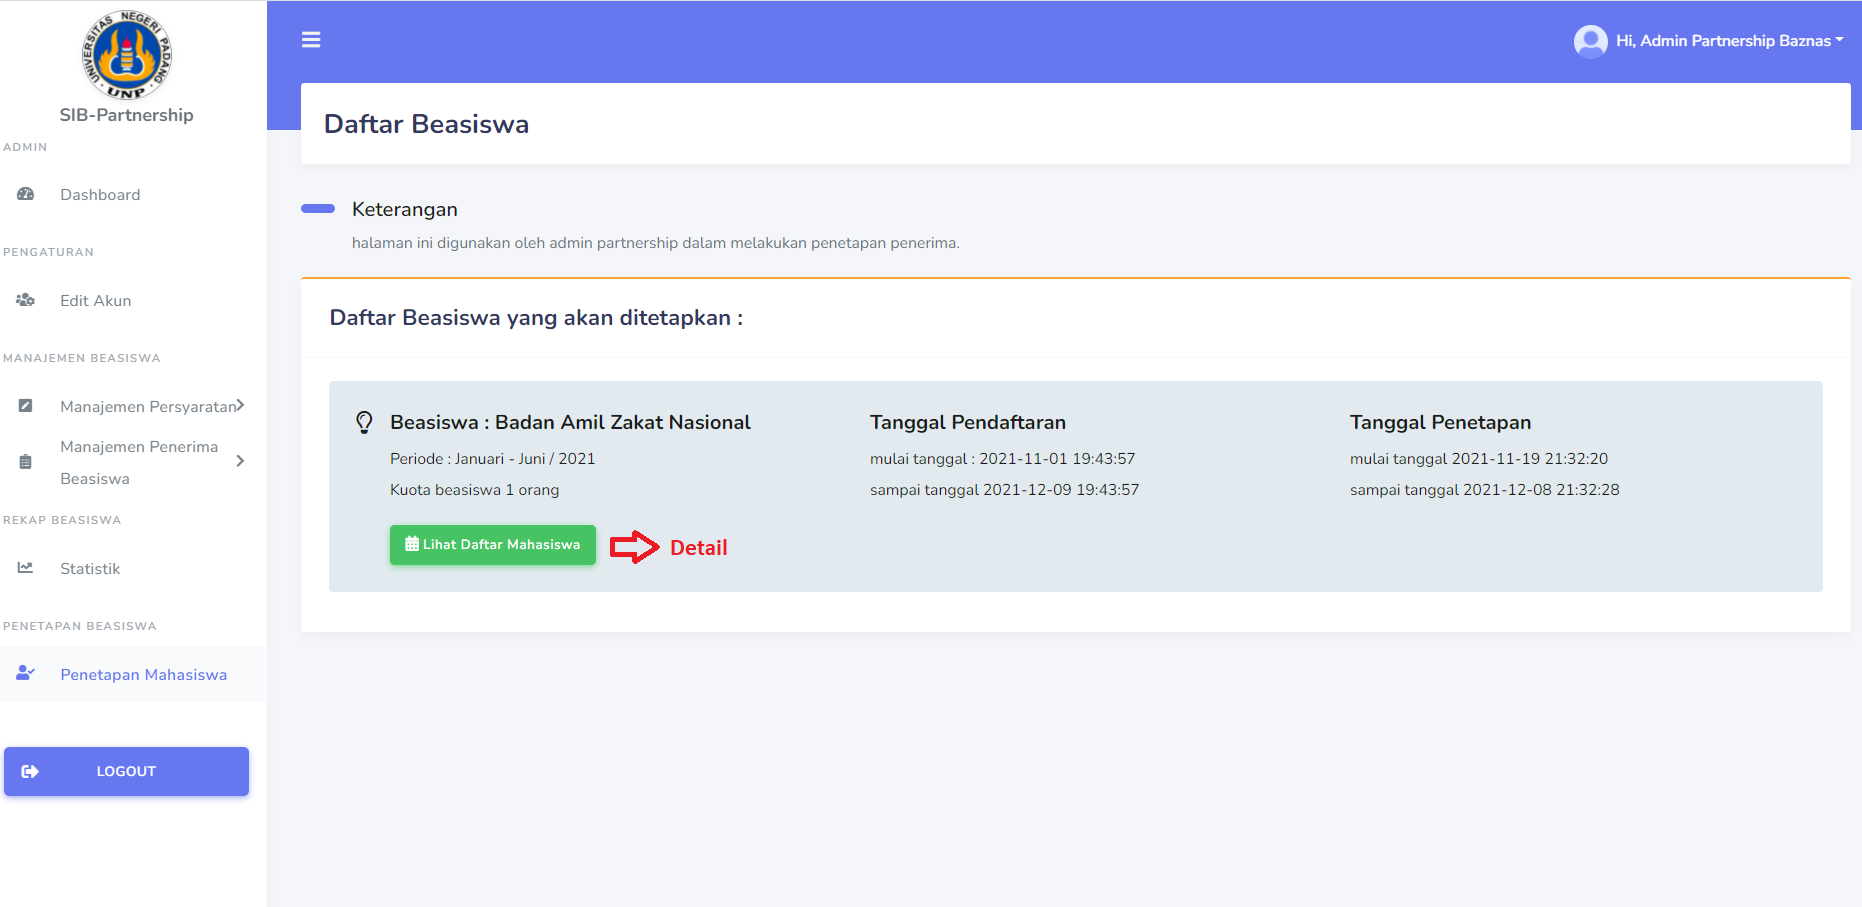 UNIVERSITAS NEGERI PADANG
UNP
SIB-Partnership
ADMIN
Dashboard
PENGATURAN
Edit Akun
MANAJEMEN BEASISWA
Manajemen Persyaratan
Manajemen Penerima
Beasiswa
REKAP BEASISWA
Statistik
PENETAPAN BEASISWA
Penetapan Mahasiswa
LOGOUT
Hi, Admin Partnership Baznas
Daftar Beasiswa
Keterangan
halaman ini digunakan oleh admin partnership dalam melakukan penetapan penerima.
Daftar Beasiswa yang akan ditetapkan :
Beasiswa : Badan Amil Zakat Nasional
Periode : Januari - Juni / 2021
Kuota beasiswa 1 orang
Lihat Daftar Mahasiswa
Detail
Tanggal Pendaftaran
mulai tanggal : 2021-11-01 19:43:57
sampai tanggal 2021-12-09 19:43:57
Tanggal Penetapan
mulai tanggal 2021-11-19 21:32:20
sampai tanggal 2021-12-08 21:32:28